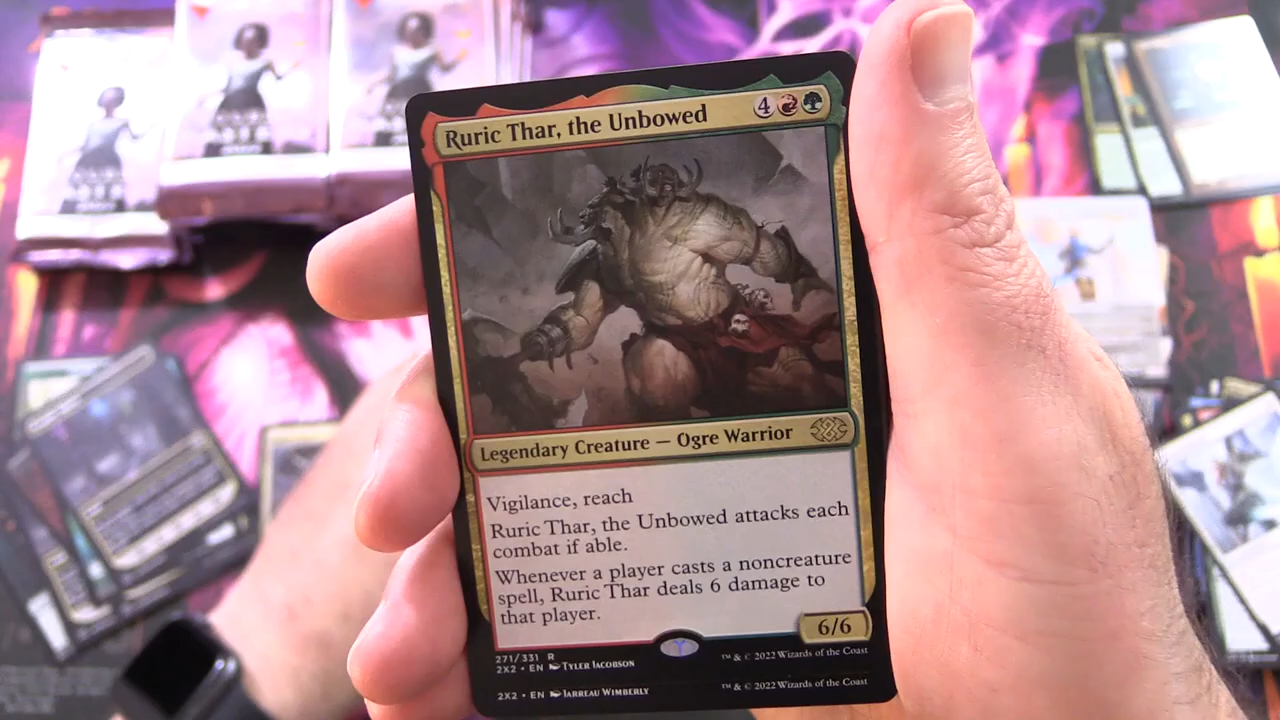 Ruric Thar, the Unbowed 4
Legendary Creature — Ogre Warrior
Vigilance, reach
Ruric Thar, the Unbowed attacks each
combat if able.
Whenever a player casts a noncreature
spell, Ruric Thar deals 6 damage to
that player.
6/6
271/331 R
2X2 • EN Tyler Jacobson
™ & © 2022 Wizards of the Coast
2X2 • EN Jarreau Wimberly
™ & © 2022 Wizards of the Coast